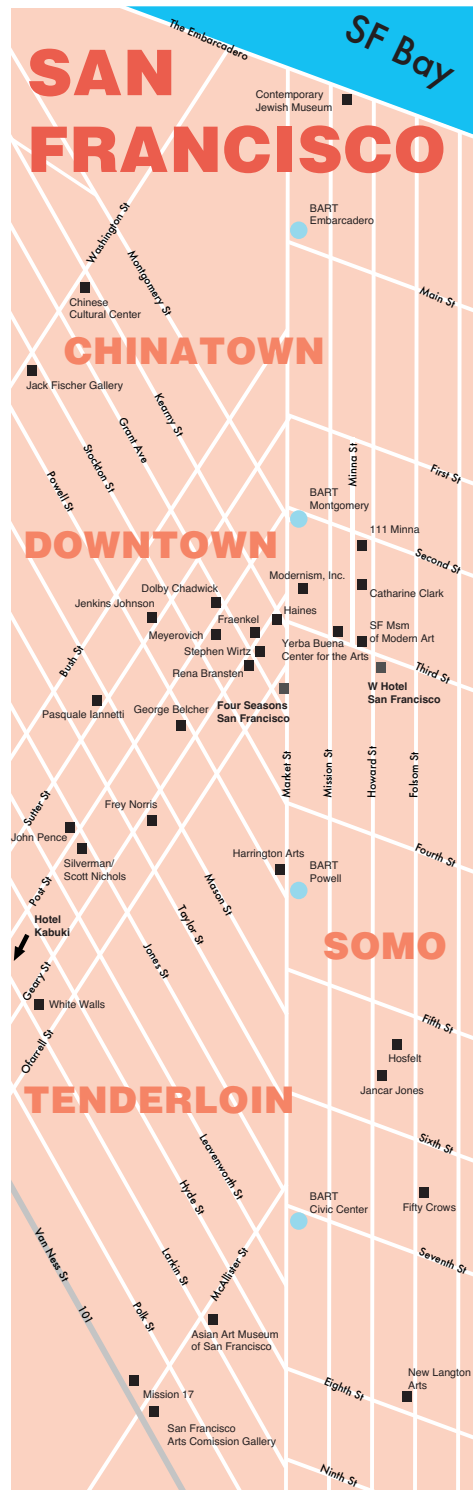 SF Bay
The Embarcadero
SAN
FRANCISCO
Contemporary
Jewish Museum
BART
Embarcadero
Washington St
Montgomery St
Main St
Chinese
Cultural Center
CHINATOWN
Jack Fischer Gallery
Kearny St
Grant Ave
Stockton St
Powell St
Minna St
First St
BART
Montgomery
111 Minna
DOWNTOWN
Second St
Modernism, Inc.
Dolby Chadwick
Catharine Clark
Jenkins Johnson
Haines
Fraenkel
Meyerovich
SF Msm
of Modern Art
Yerba Buena
Center for the Arts
Stephen Wirtz
Rena Bransten
Third St
Bush St
W Hotel
San Francisco
Pasquale Iannetti
George Belcher
Four Seasons
San Francisco
Market St
Mission St
Howard St
Folsom St
Sutter St
Frey Norris
John Pence
Silverman/
Scott Nichols
Harrington Arts
BART
Powell
Fourth St
Post St
Mason St
Taylor St
Hotel
Kabuki
Jones St
SOMO
Geary St
White Walls
Ofarrell St
Fifth St
Hosfelt
Jancar Jones
TENDERLOIN
Sixth St
Leavenworth St
Hyde St
BART
Civic Center
Fifty Crows
Van Ness St
101
Larkin St
McAllister St
Seventh St
Polk St
Asian Art Museum
of San Francisco
Mission 17
Eighth St
New Langton
Arts
San Francisco
Arts Comission Gallery
Ninth St